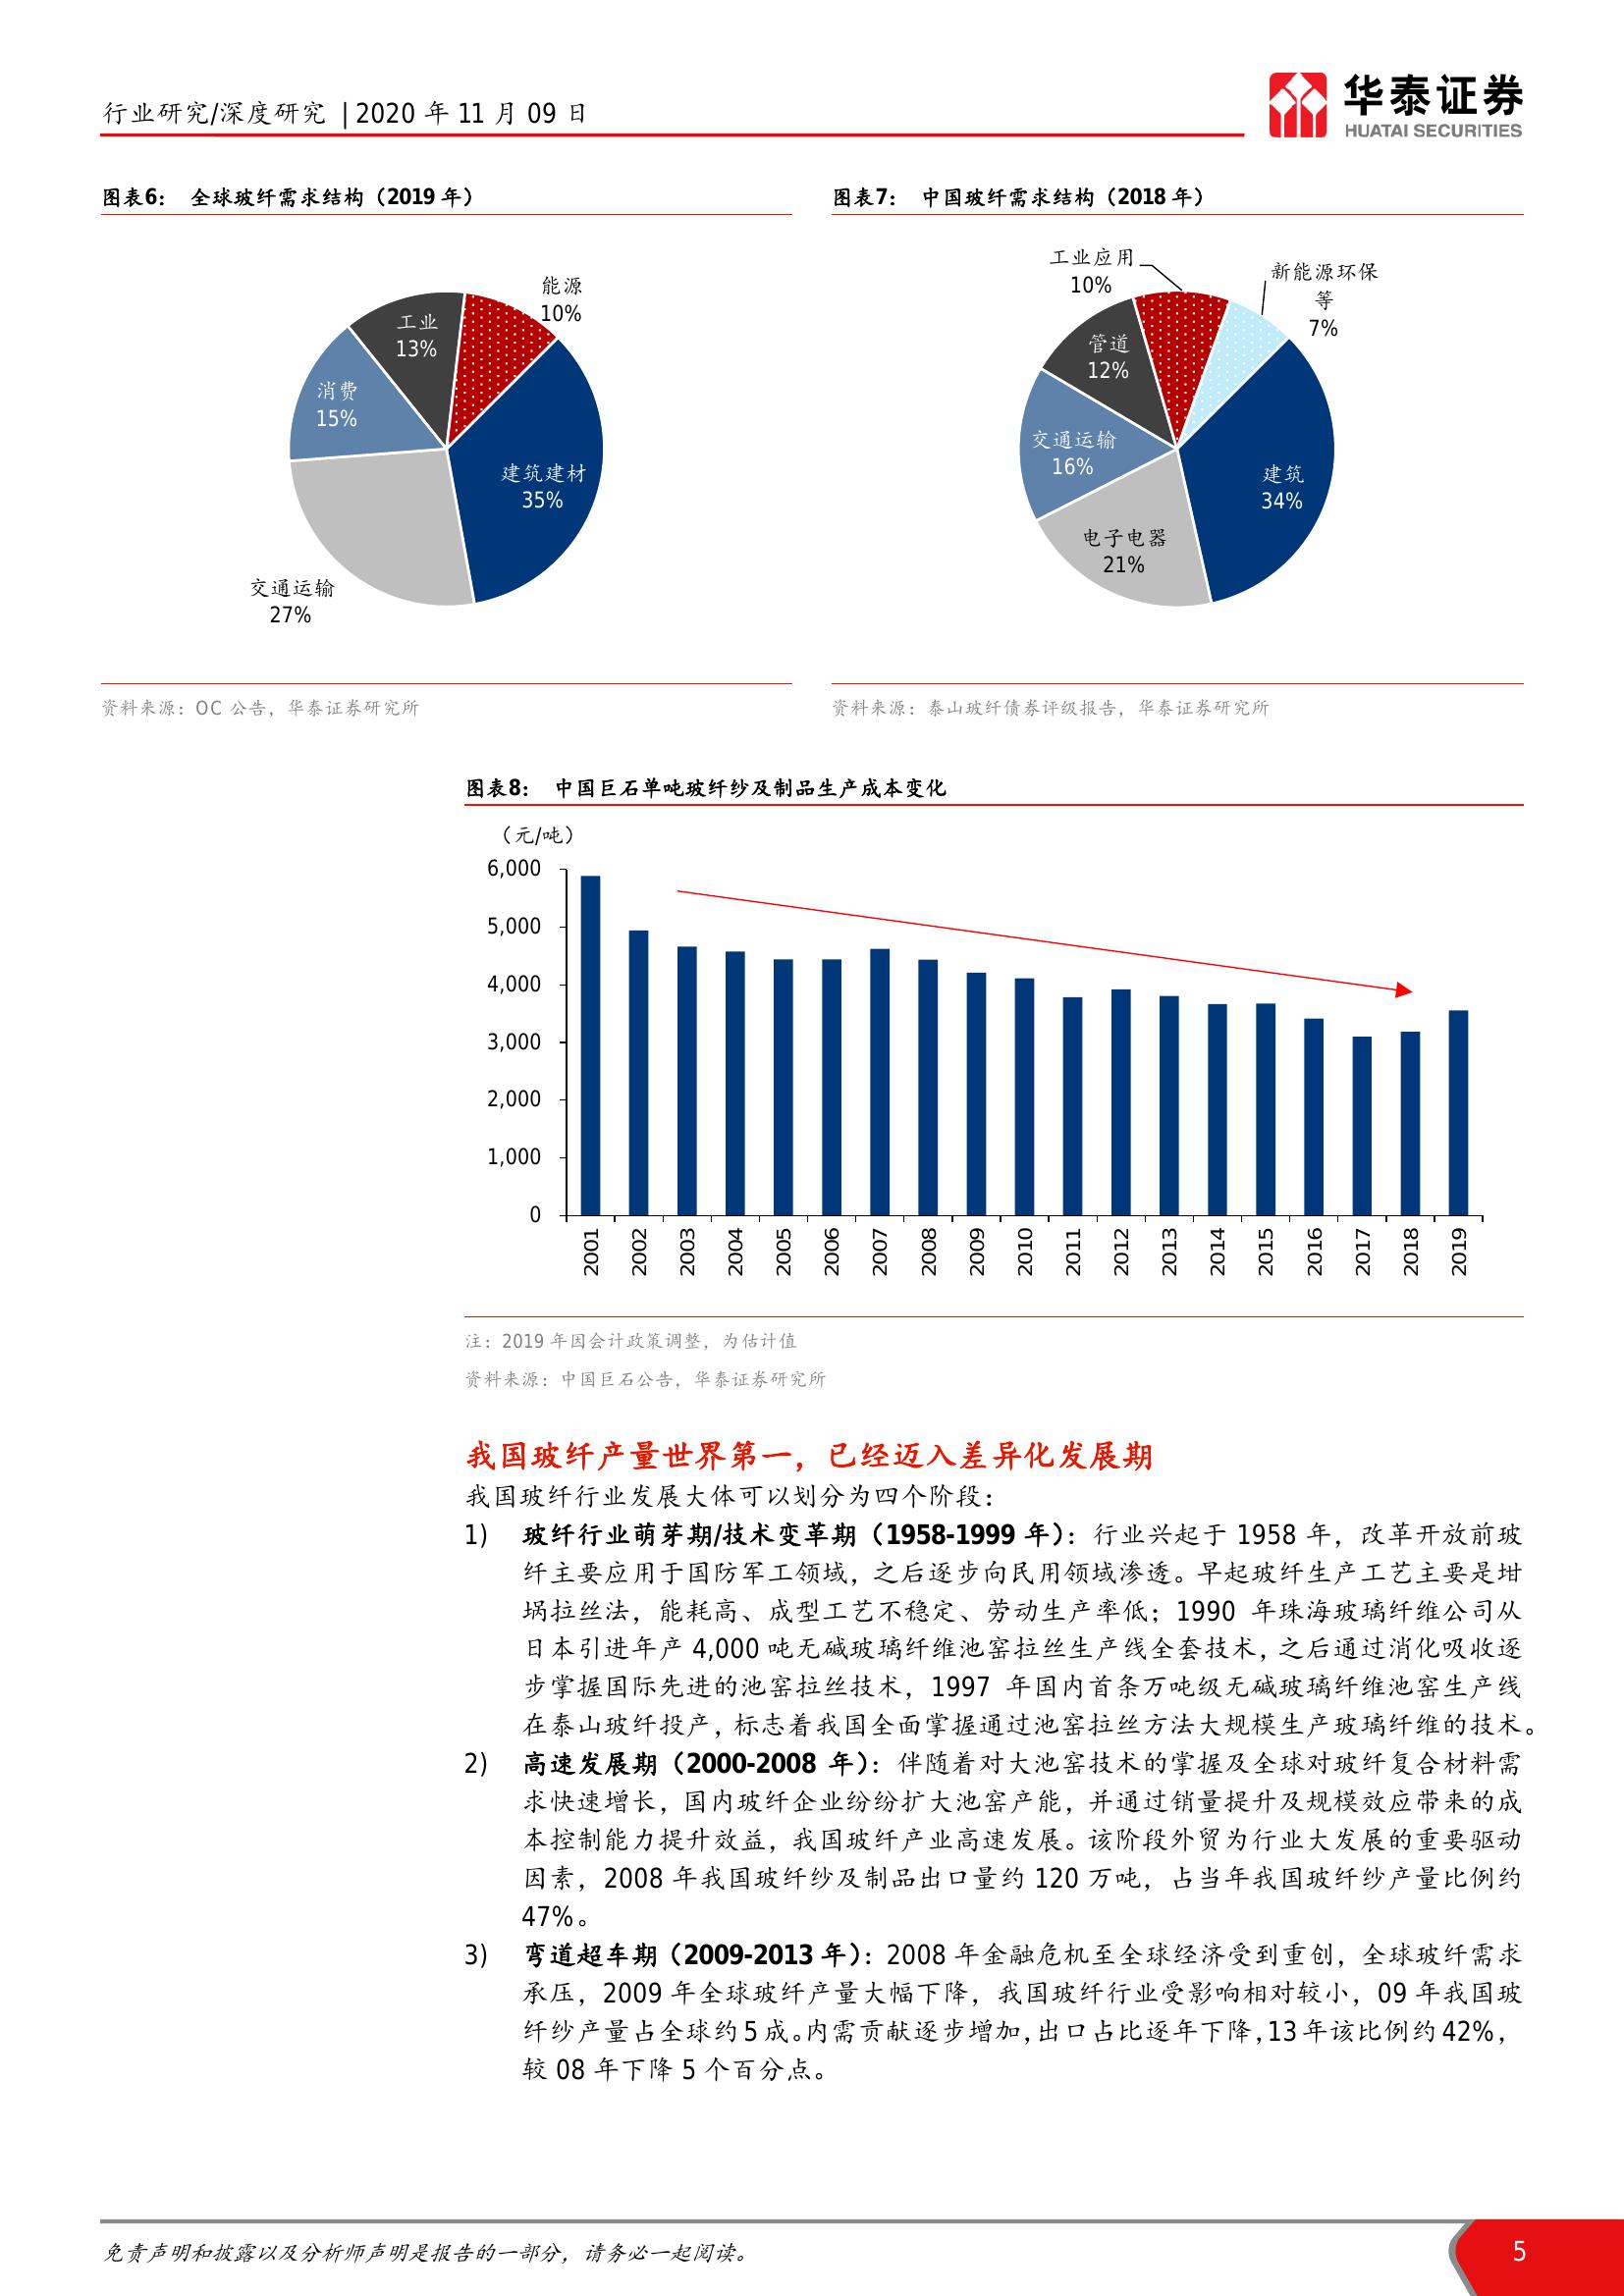 行业研究/深度研究 | 2020 年 11 月 09 日
华泰证券
HUATAI SECURITIES
图表6： 全球玻纤需求结构（2019 年）
能源
10%
工业
13%
消费
15%
建筑建材
35%
交通运输
27%
资料来源：OC 公告，华泰证券研究所
图表7： 中国玻纤需求结构（2018 年）
工业应用
10%
新能源环保
等
7%
管道
12%
交通运输
16%
建筑
34%
电子电器
21%
资料来源：泰山玻纤债券评级报告，华泰证券研究所
图表8： 中国巨石单吨玻纤纱及制品生产成本变化
（元/吨）
6,000
5,000
4,000
3,000
2,000
1,000
0
2001 2002 2003 2004 2005 2006 2007 2008 2009 2010 2011 2012 2013 2014 2015 2016 2017 2018 2019
注：2019 年因会计政策调整，为估计值
资料来源：中国巨石公告，华泰证券研究所
我国玻纤产量世界第一，已经迈入差异化发展期
我国玻纤行业发展大体可以划分为四个阶段：
1) 玻纤行业萌芽期/技术变革期（1958-1999 年）：行业兴起于 1958 年，改革开放前玻
纤主要应用于国防军工领域，之后逐步向民用领域渗透。早起玻纤生产工艺主要是坩
埚拉丝法，能耗高、成型工艺不稳定、劳动生产率低；1990 年珠海玻璃纤维公司从
日本引进年产 4,000 吨无碱玻璃纤维池窑拉丝生产线全套技术，之后通过消化吸收逐
步掌握国际先进的池窑拉丝技术，1997 年国内首条万吨级无碱玻璃纤维池窑生产线
在泰山玻纤投产，标志着我国全面掌握通过池窑拉丝方法大规模生产玻璃纤维的技术。
2) 高速发展期（2000-2008 年）：伴随着对大池窑技术的掌握及全球对玻纤复合材料需
求快速增长，国内玻纤企业纷纷扩大池窑产能，并通过销量提升及规模效应带来的成
本控制能力提升效益，我国玻纤产业高速发展。该阶段外贸为行业大发展的重要驱动
因素，2008 年我国玻纤纱及制品出口量约 120 万吨，占当年我国玻纤纱产量比例约
47%。
3) 弯道超车期（2009-2013 年）：2008 年金融危机至全球经济受到重创，全球玻纤需求
承压，2009 年全球玻纤产量大幅下降，我国玻纤行业受影响相对较小，09 年我国玻
纤纱产量占全球约 5 成。内需贡献逐步增加，出口占比逐年下降，13 年该比例约 42%，
较 08 年下降 5 个百分点。
免责声明和披露以及分析师声明是报告的一部分，请务必一起阅读。
5